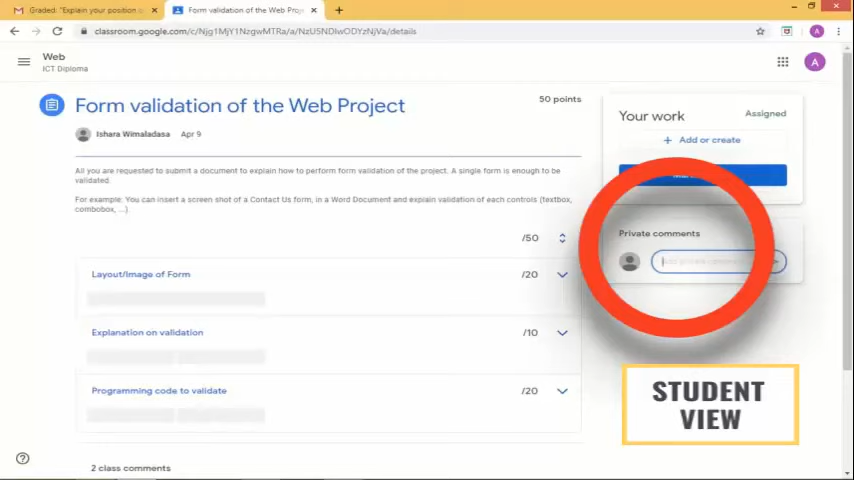 Graded: "Explain your position o
Form validation of the Web Proj
classroom.google.com/c/Njg1MjY1NzgwMTRa/a/NzU5NDIwODYzNjVa/details
A
Web
ICT Diploma
A
Form validation of the Web Project
50 points
Ishara Wimaladasa Apr 9
All you are requested to submit a document to explain how to perform form validation of the project. A single form is enough to be
validated.
For example: You can insert a screen shot of a Contact Us form, in a Word Document and explain validation of each controls (textbox,
combobox, ...).
/50
Layout/Image of Form
/20
Explanation on validation
/10
Programming code to validate
/20
2 class comments
Your work
Assigned
+ Add or create
Private comments
STUDENT
VIEW